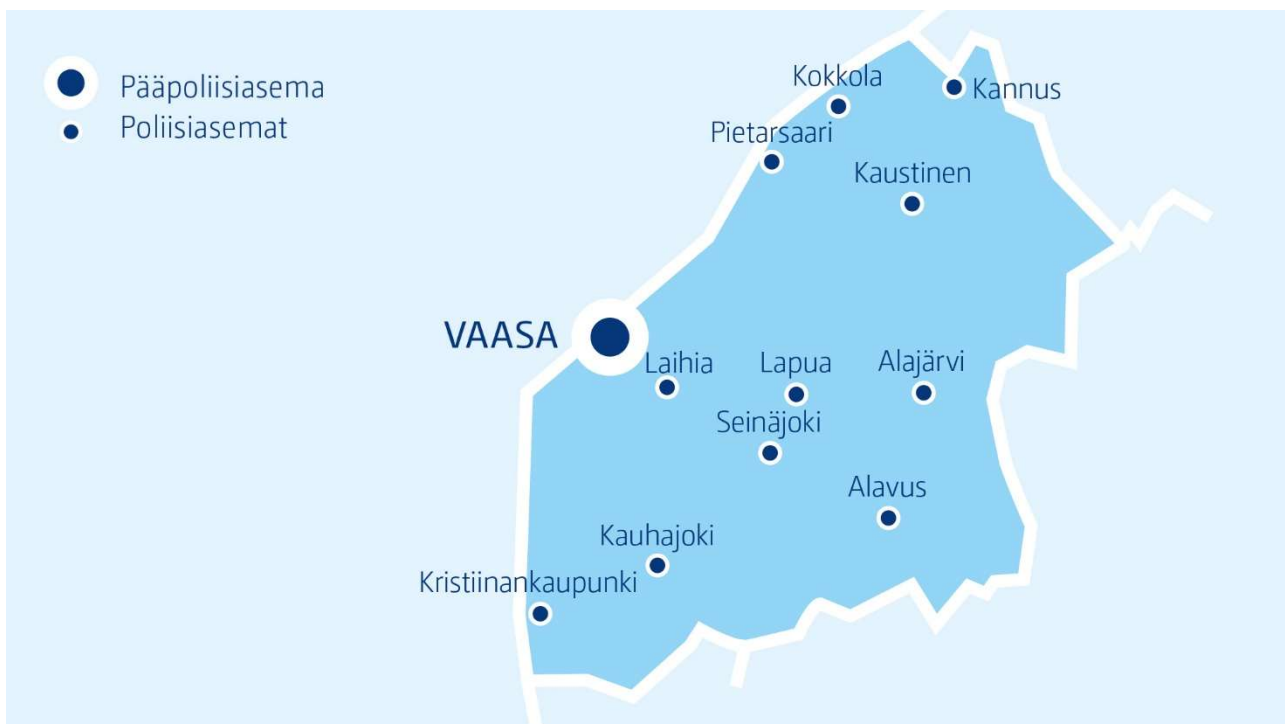 Pääpoliisiasema
Poliisiasemat
Kokkola
Kannus
Pietarsaari
Kaustinen
VAASA
Laihia
Lapua
Alajärvi
Seinäjoki
Alavus
Kauhajoki
Kristiinankaupunki